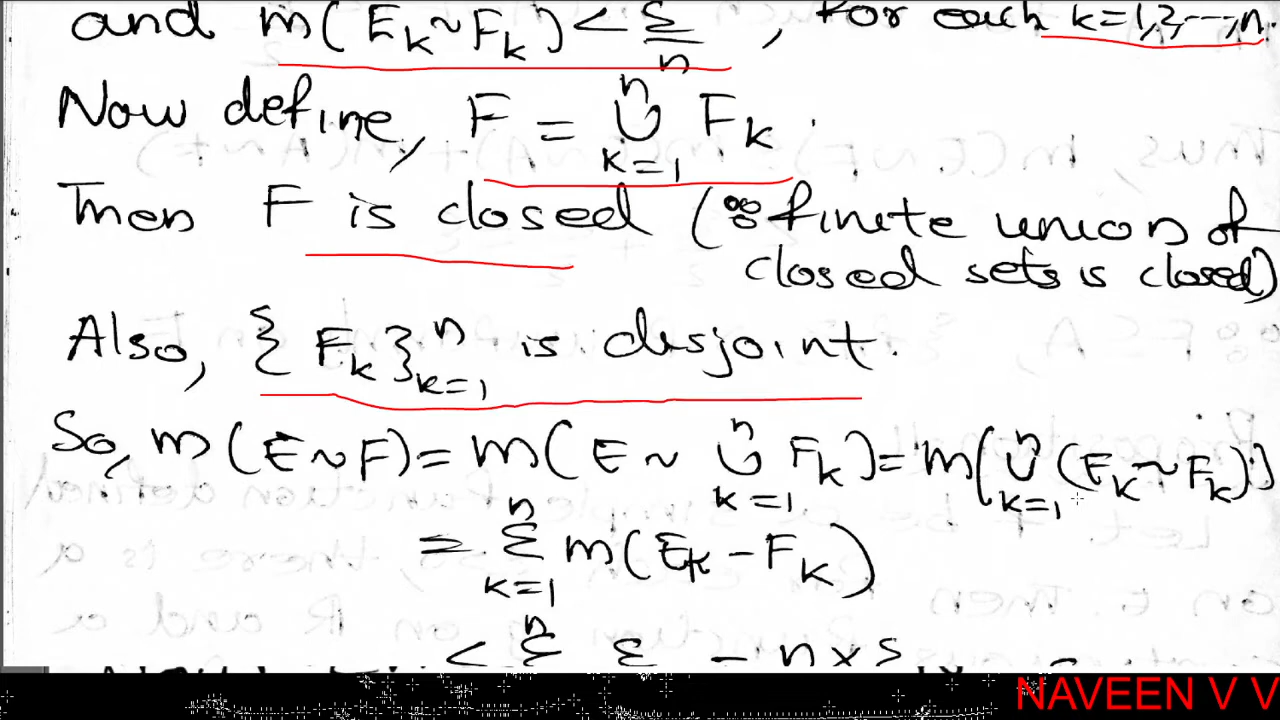 and m(E_k ~ F_k) < ε/n , for each k=1,2,---,n.
Now define, F = ∪_{k=1}^{n} F_k.
Then F is closed (∵ finite union of
closed sets is closed)
Also, {F_k}_{k=1}^{n} is disjoint.
So, m(E ~ F) = m(E ~ ∪_{k=1}^{n} F_k) = m(∪_{k=1}^{n} (E_k ~ F_k))
= Σ_{k=1}^{n} m(E_k - F_k)
NAVEEN V V